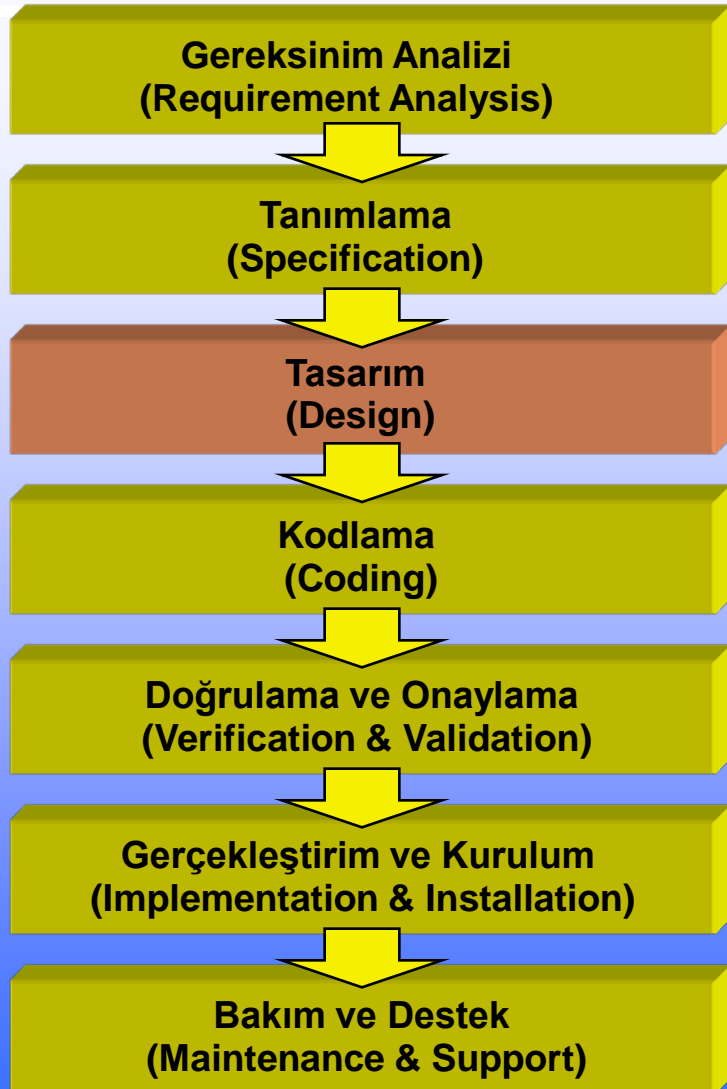 Gereksinim Analizi
(Requirement Analysis)
Tanımlama
(Specification)
Tasarım
(Design)
Kodlama
(Coding)
Doğrulama ve Onaylama
(Verification & Validation)
Gerçekleştirim ve Kurulum
(Implementation & Installation)
Bakım ve Destek
(Maintenance & Support)